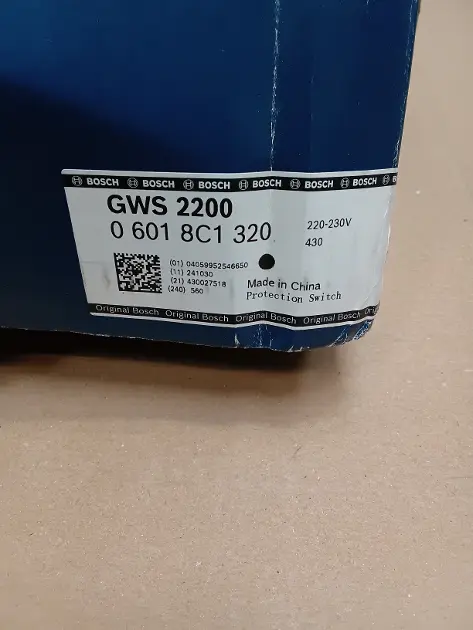 BOSCH BOSCH BOSCH BOSCH BOSCH BOSCH
GWS 2200
0 601 8C1 320
220-230V
430
(01) 04059952546650
(11) 241030
(21) 430027518
(240) 560
Made in China
Protection Switch
Original Bosch Original Bosch Original Bosch Original Bosch Original Bosch